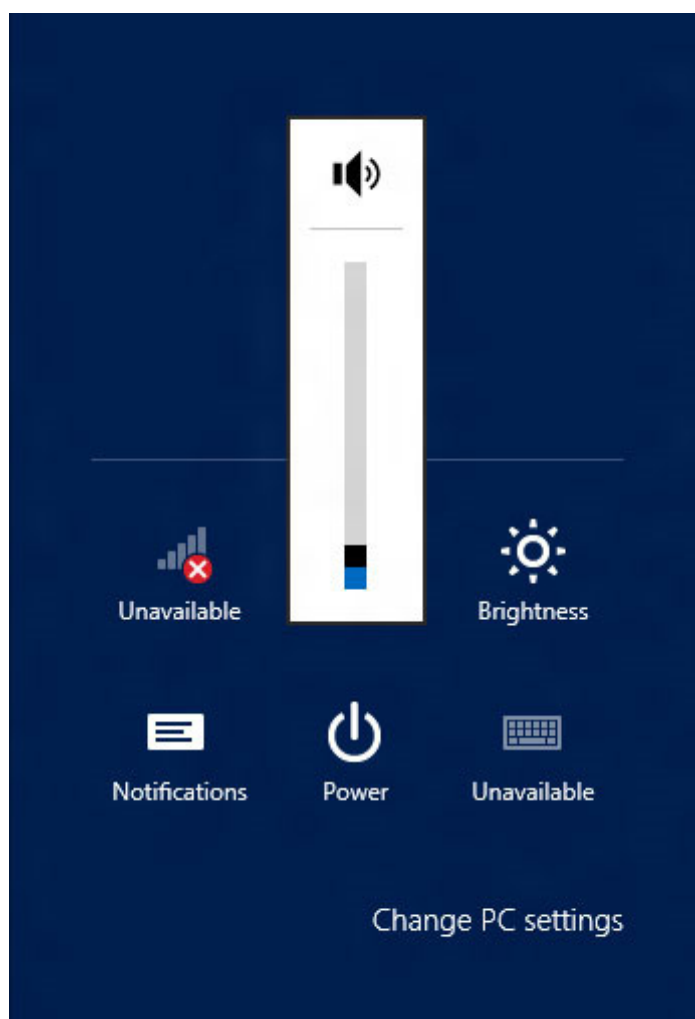 Unavailable
Brightness
Notifications
Power
Unavailable
Change PC settings